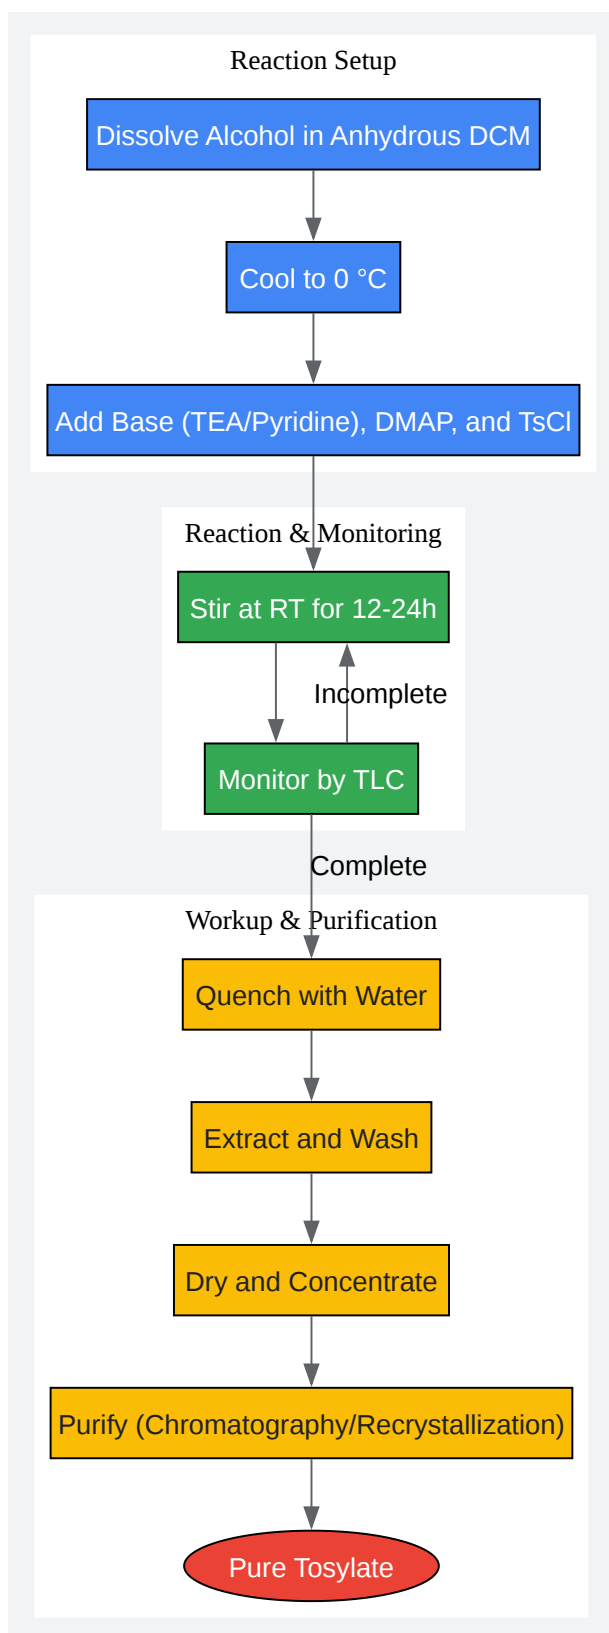 Reaction Setup
Dissolve Alcohol in Anhydrous DCM
Cool to 0 °C
Add Base (TEA/Pyridine), DMAP, and TsCl
Reaction & Monitoring
Stir at RT for 12-24h
Incomplete
Monitor by TLC
Complete
Workup & Purification
Quench with Water
Extract and Wash
Dry and Concentrate
Purify (Chromatography/Recrystallization)
Pure Tosylate